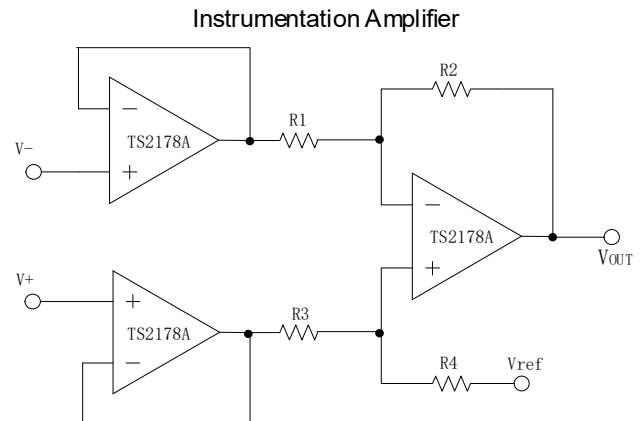 Instrumentation Amplifier
R2
R1
−
TS2178A
V-
+
−
TS2178A
+
VOUT
V+
+
R3
TS2178A
−
R4
Vref